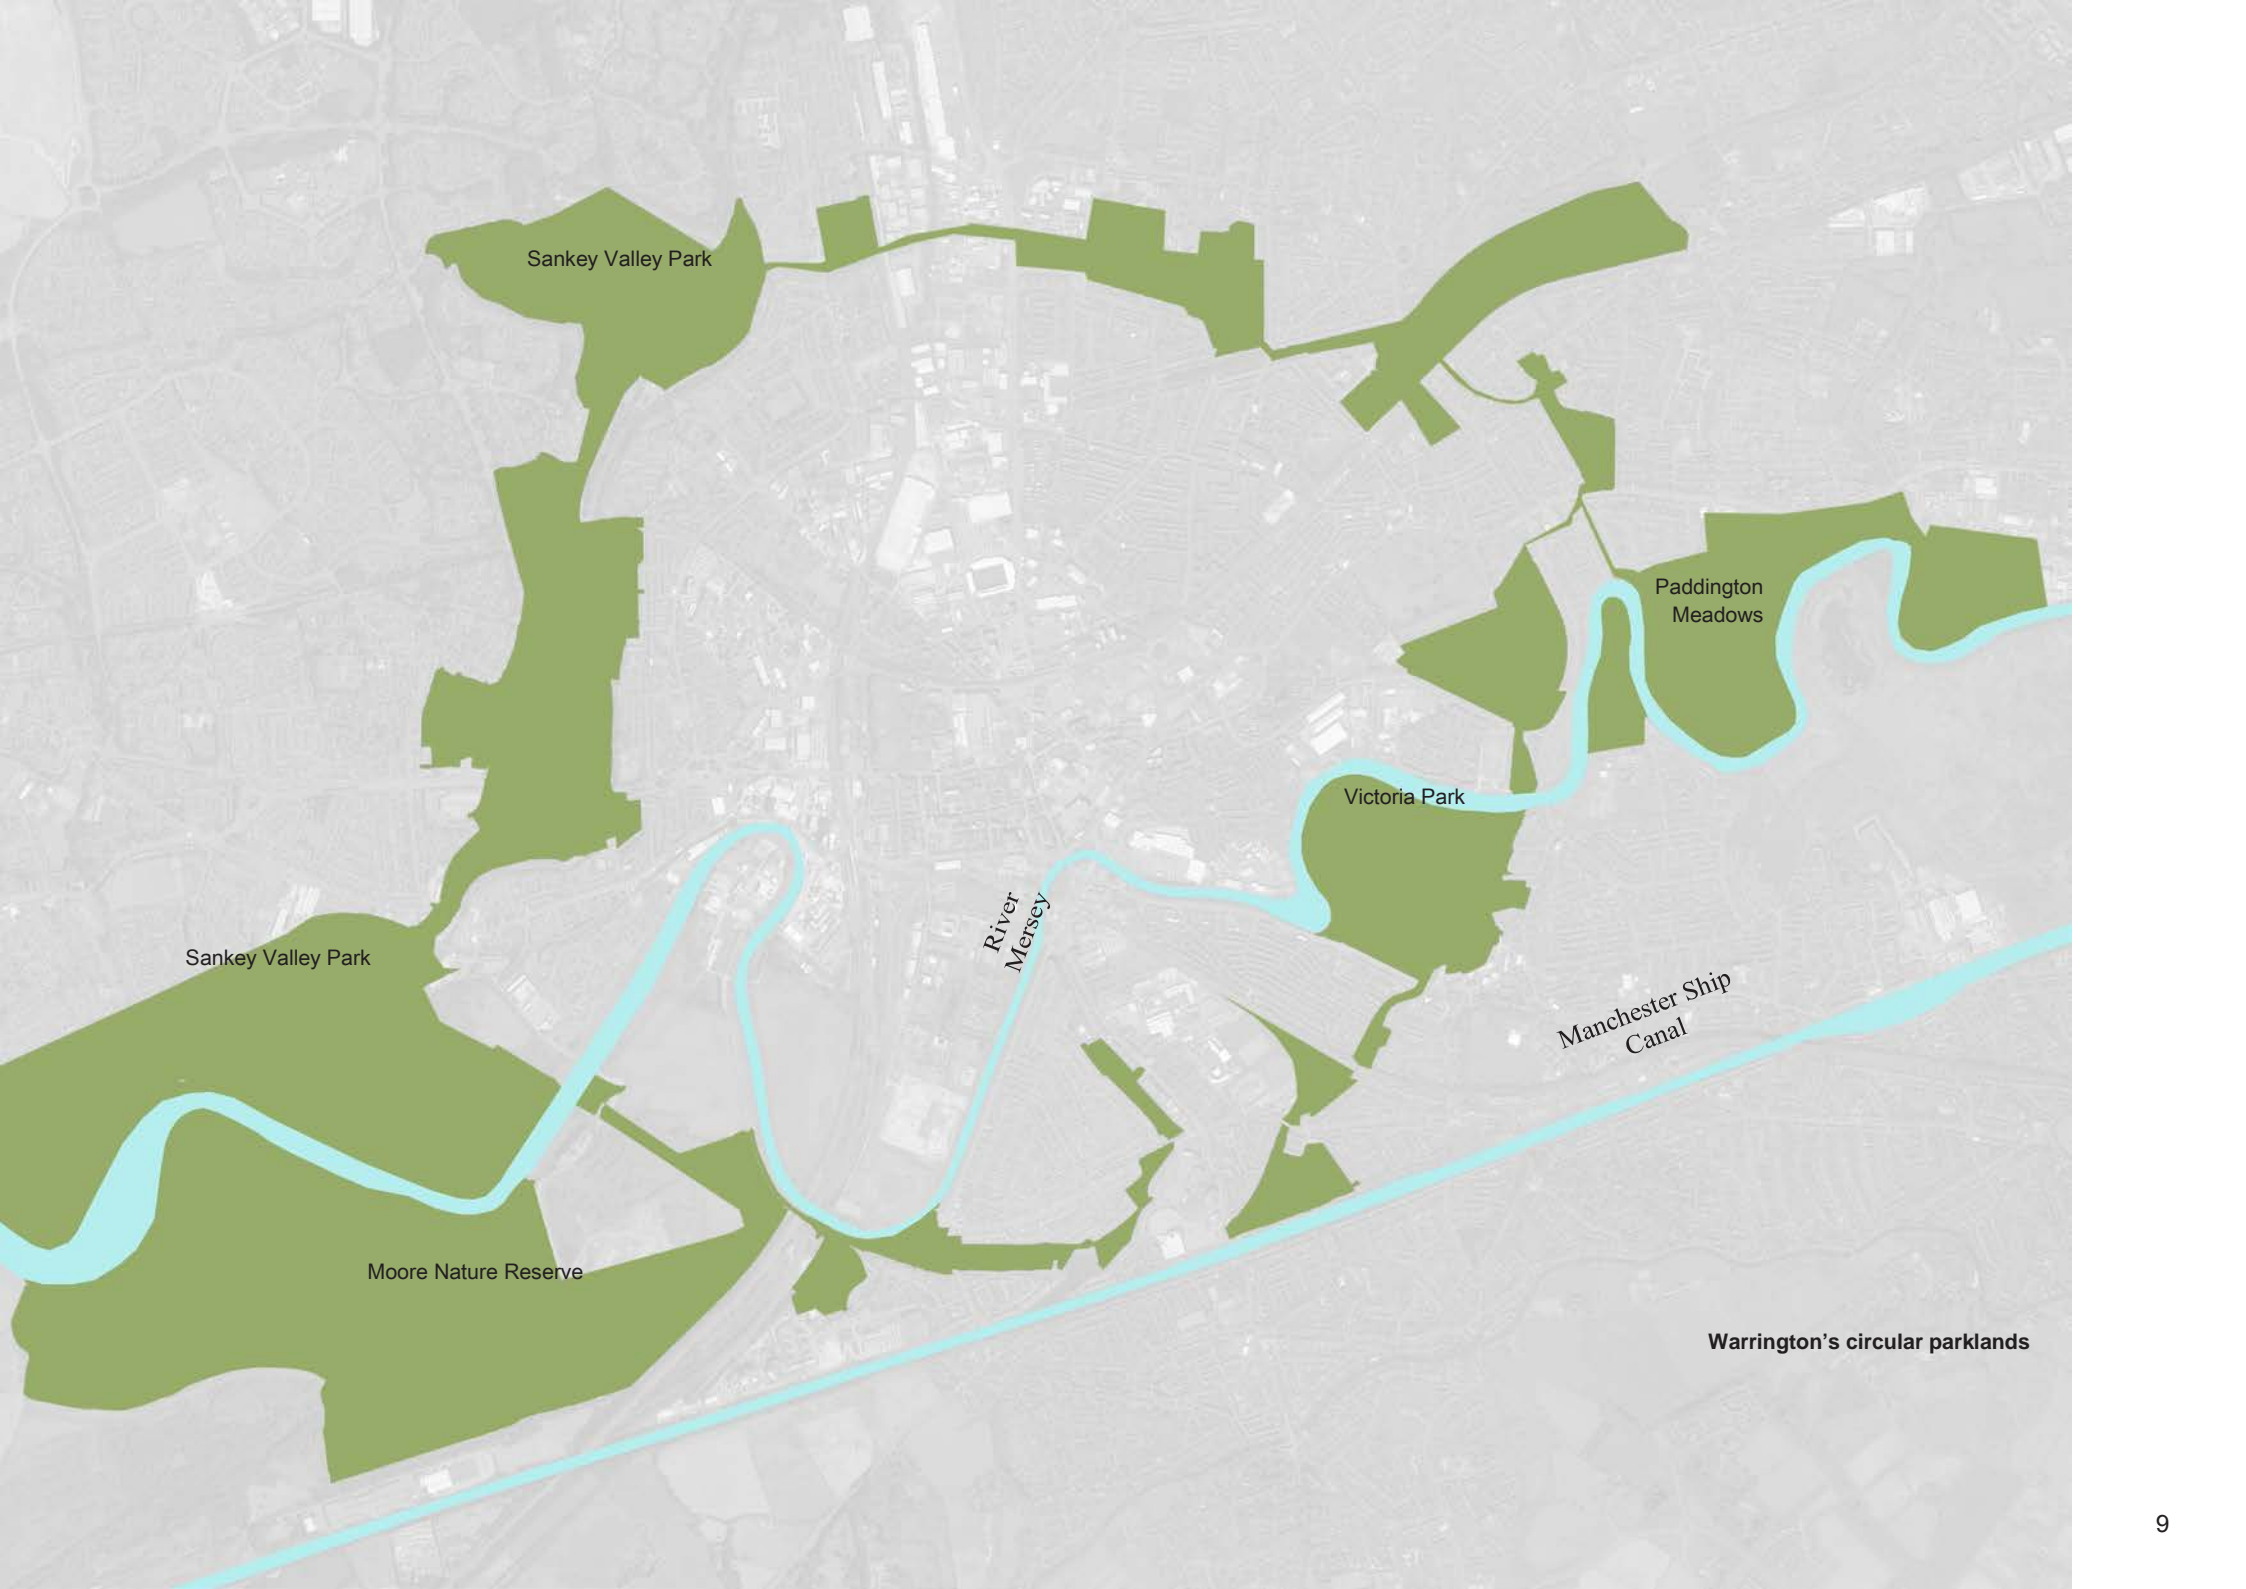 Sankey Valley Park
Paddington
Meadows
Victoria Park
River
Mersey
Sankey Valley Park
Manchester Ship
Canal
Moore Nature Reserve
Warrington’s circular parklands
9